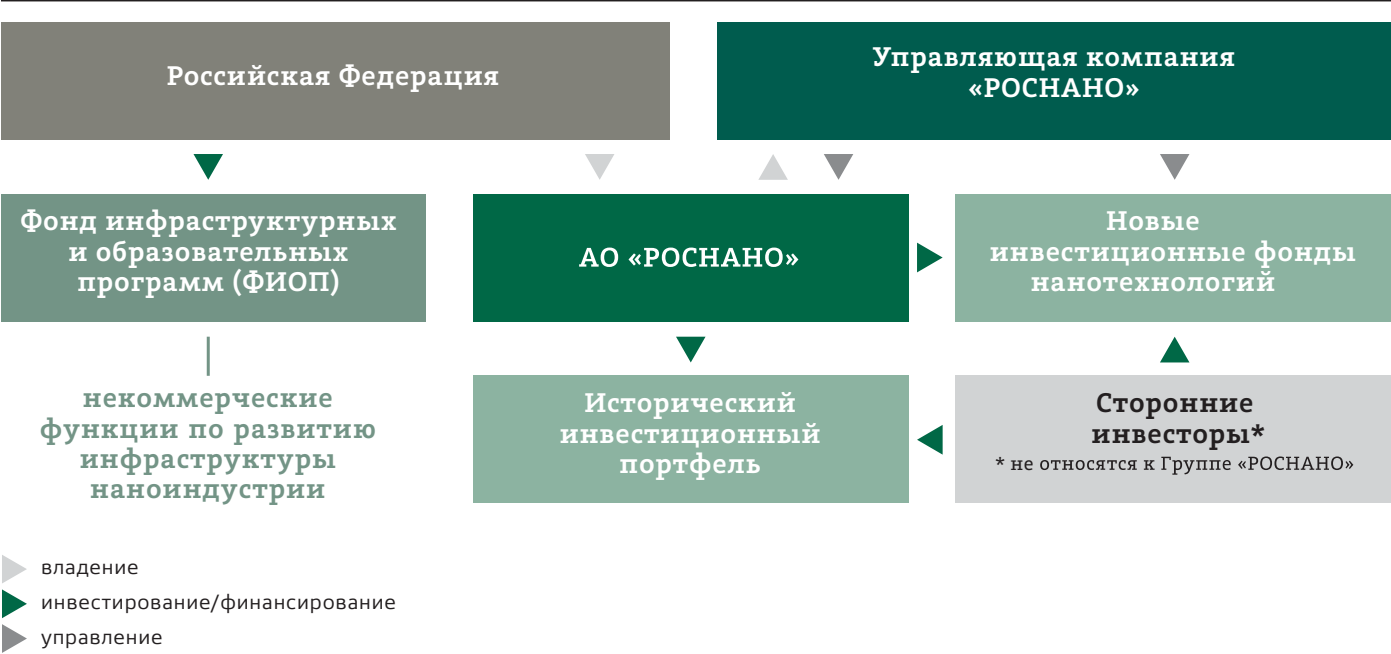 Российская Федерация
Управляющая компания
«РОСНАНО»
Фонд инфраструктурных
и образовательных
программ (ФИОП)
АО «РОСНАНО»
Новые
инвестиционные фонды
нанотехнологий
некоммерческие
функции по развитию
инфраструктуры
наноиндустрии
Исторический
инвестиционный
портфель
Сторонние
инвесторы*
* не относятся к Группе «РОСНАНО»
владение
инвестирование/финансирование
управление